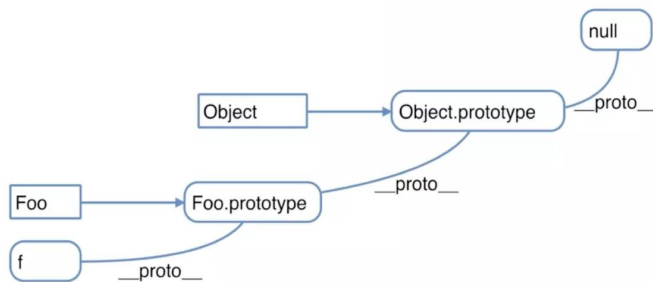 null
Object
Object.prototype
__proto__
__proto__
Foo
Foo.prototype
f
__proto__